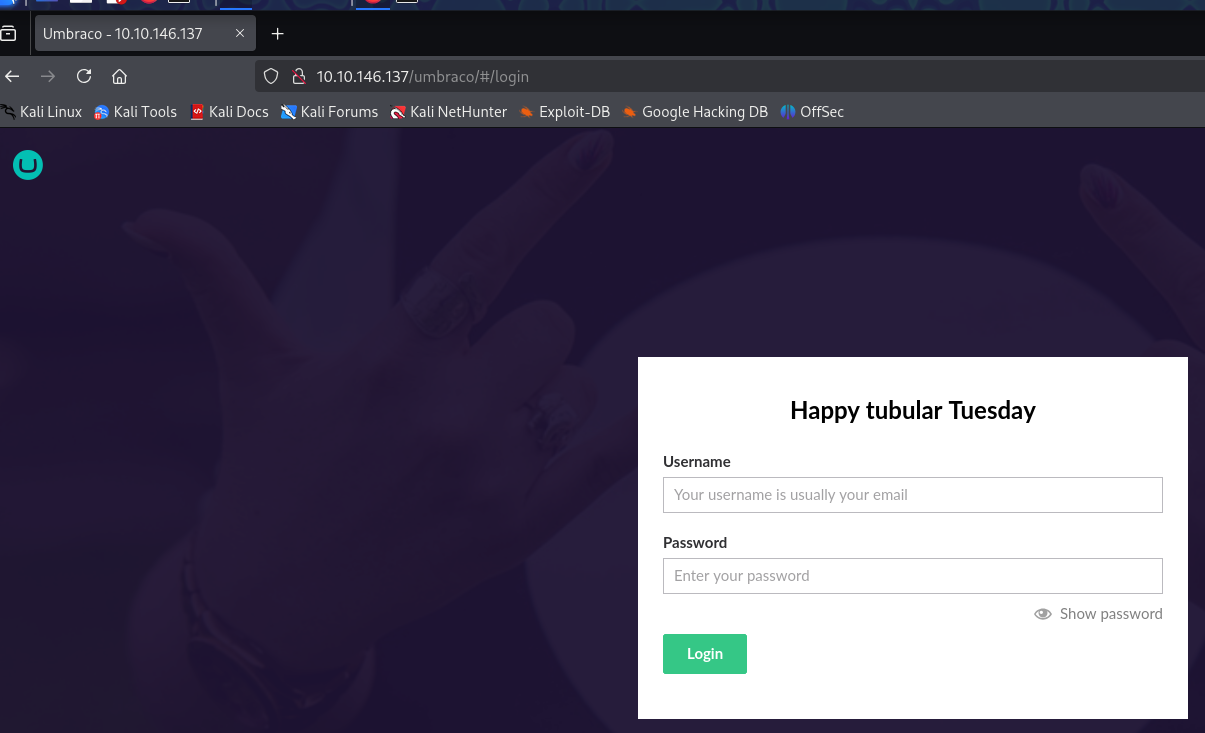 Umbraco - 10.10.146.137
10.10.146.137/umbraco/#/login
Kali Linux Kali Tools Kali Docs Kali Forums Kali NetHunter Exploit-DB Google Hacking DB OffSec
Happy tubular Tuesday
Username
Your username is usually your email
Password
Enter your password
Show password
Login